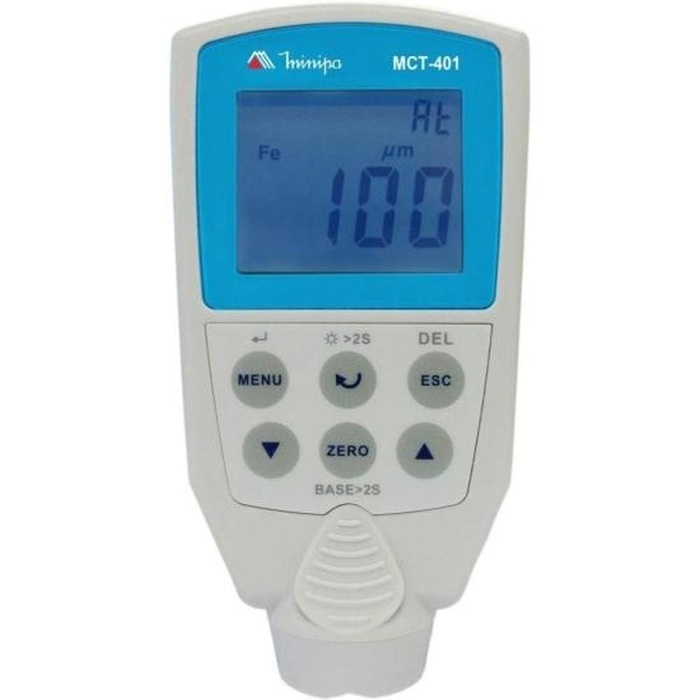 Minipa MCT-401
At
Fe µm
100
>2S DEL
MENU ESC
ZERO
BASE>2S